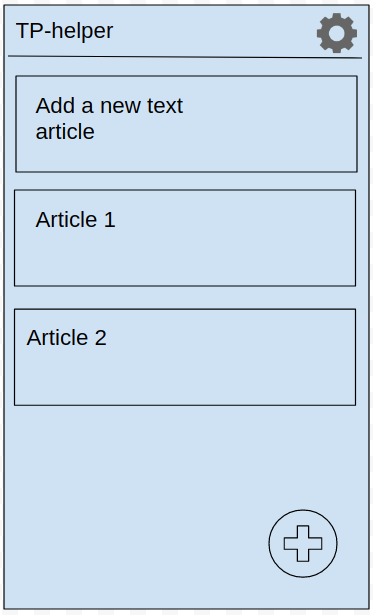 TP-helper
Add a new text
article
Article 1
Article 2